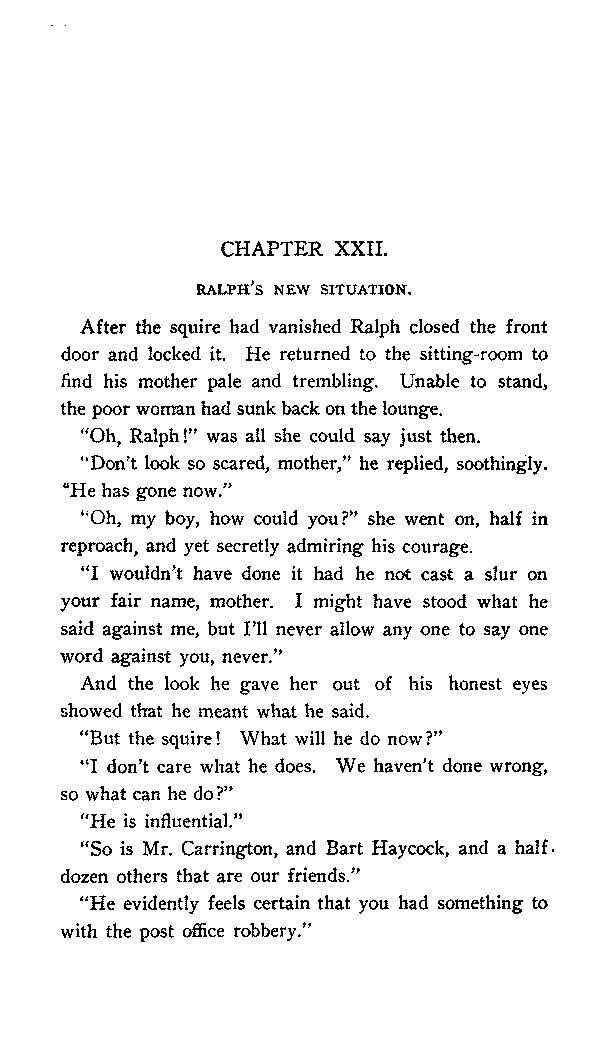 CHAPTER XXII.
RALPH'S NEW SITUATION.
After the squire had vanished Ralph closed the front
door and locked it. He returned to the sitting-room to
find his mother pale and trembling. Unable to stand,
the poor woman had sunk back on the lounge.
"Oh, Ralph!" was all she could say just then.
"Don't look so scared, mother," he replied, soothingly.
"He has gone now."
"Oh, my boy, how could you?" she went on, half in
reproach, and yet secretly admiring his courage.
"I wouldn't have done it had he not cast a slur on
your fair name, mother. I might have stood what he
said against me, but I'll never allow any one to say one
word against you, never."
And the look he gave her out of his honest eyes
showed that he meant what he said.
"But the squire! What will he do now?"
"I don't care what he does. We haven't done wrong,
so what can he do?"
"He is influential."
"So is Mr. Carrington, and Bart Haycock, and a half-
dozen others that are our friends."
"He evidently feels certain that you had something to
with the post office robbery."